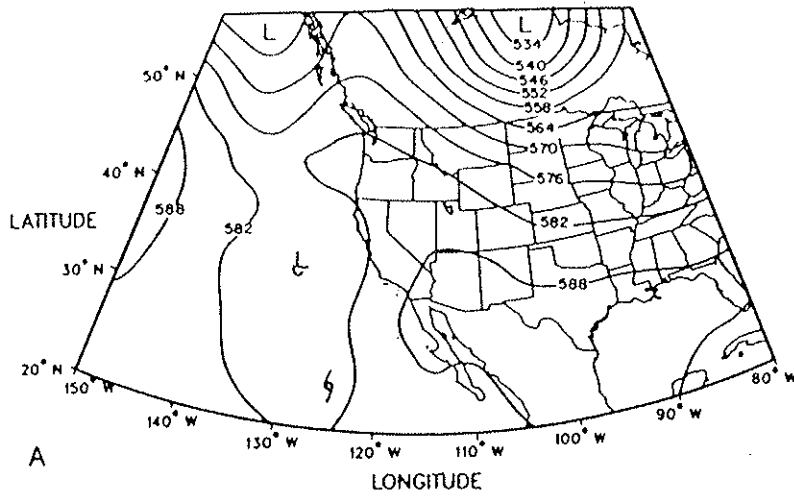 L
L
534
540
546
552
558
564
570
576
582
588
588
582
L
50° N
40° N
30° N
20° N
LATITUDE
150° W
140° W
130° W
120° W
110° W
100° W
90° W
80° W
LONGITUDE
A